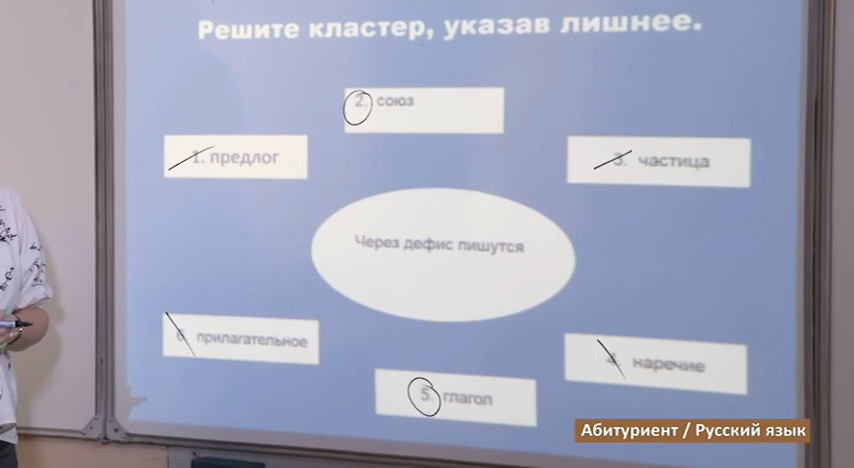 Решите кластер, указав лишнее.
2. союз
1. предлог
3. частица
Через дефис пишутся
6. прилагательное
4. наречие
5. глагол
Абитуриент / Русский язык